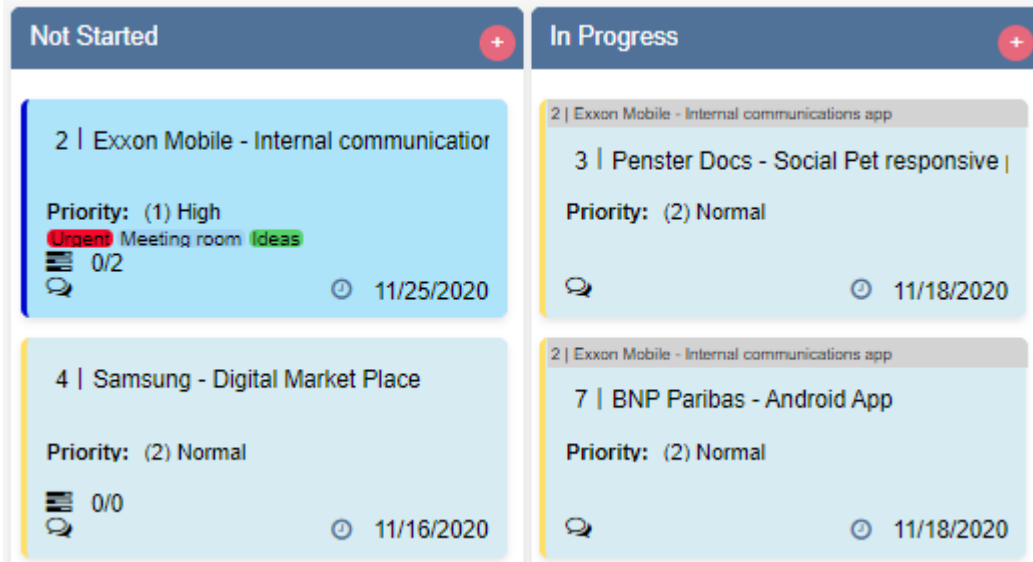 Not Started
+
2 | Exxon Mobile - Internal communication
Priority: (1) High
Urgent Meeting room Ideas
0/2
11/25/2020
4 | Samsung - Digital Market Place
Priority: (2) Normal
0/0
11/16/2020
In Progress
+
2 | Exxon Mobile - Internal communications app
3 | Penster Docs - Social Pet responsive
Priority: (2) Normal
11/18/2020
2 | Exxon Mobile - Internal communications app
7 | BNP Paribas - Android App
Priority: (2) Normal
11/18/2020